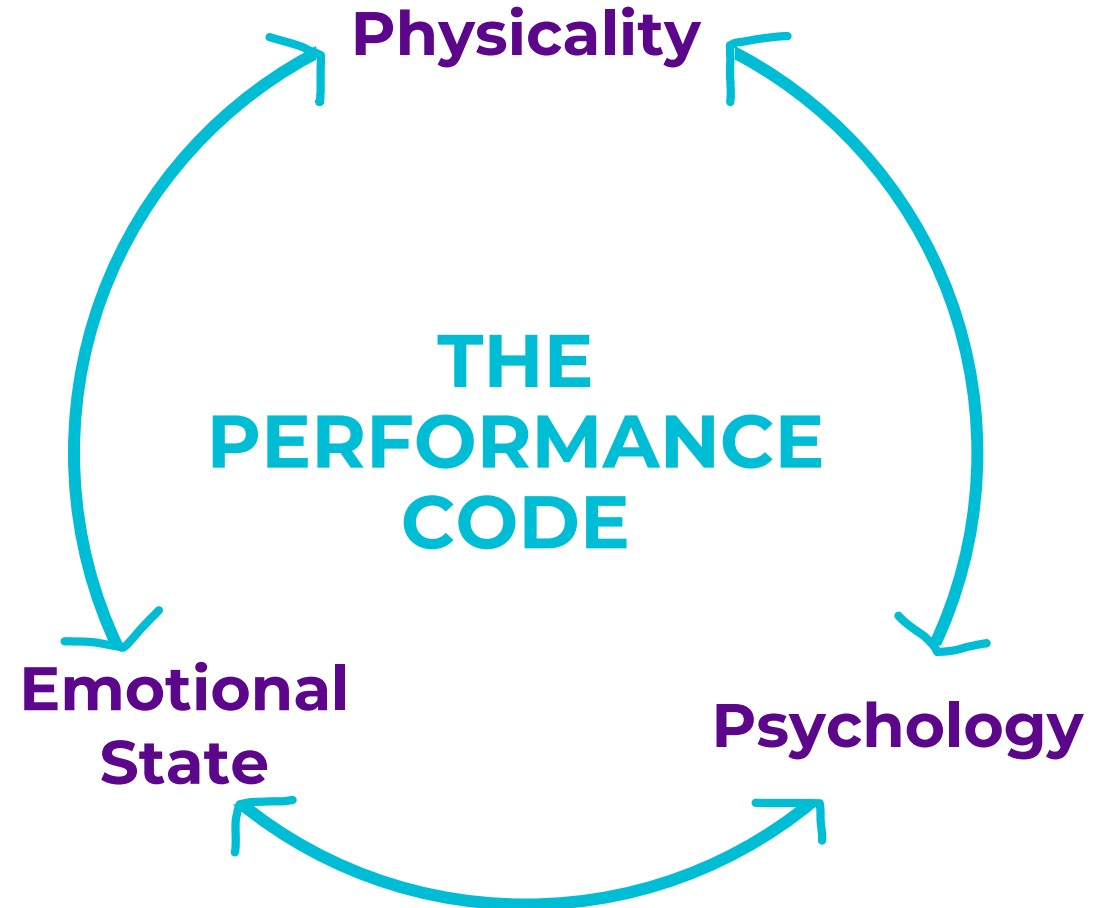 Physicality
THE
PERFORMANCE
CODE
Emotional
State
Psychology